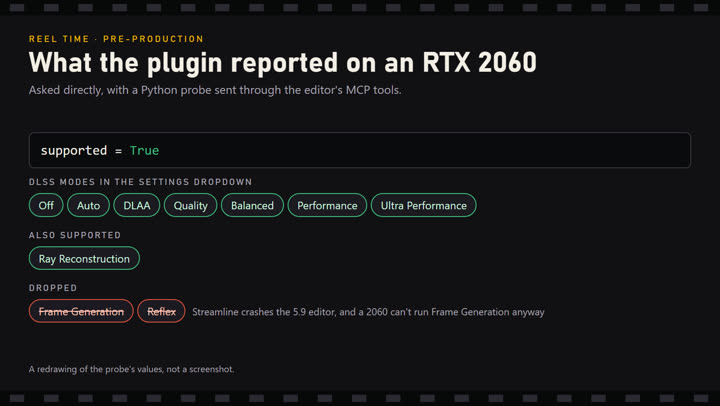 REEL TIME · PRE-PRODUCTION
What the plugin reported on an RTX 2060
Asked directly, with a Python probe sent through the editor's MCP tools.
supported = True
DLSS MODES IN THE SETTINGS DROPDOWN
Off Auto DLAA Quality Balanced Performance Ultra Performance
ALSO SUPPORTED
Ray Reconstruction
DROPPED
Frame Generation Reflex Streamline crashes the 5.9 editor, and a 2060 can't run Frame Generation anyway
A redrawing of the probe's values, not a screenshot.